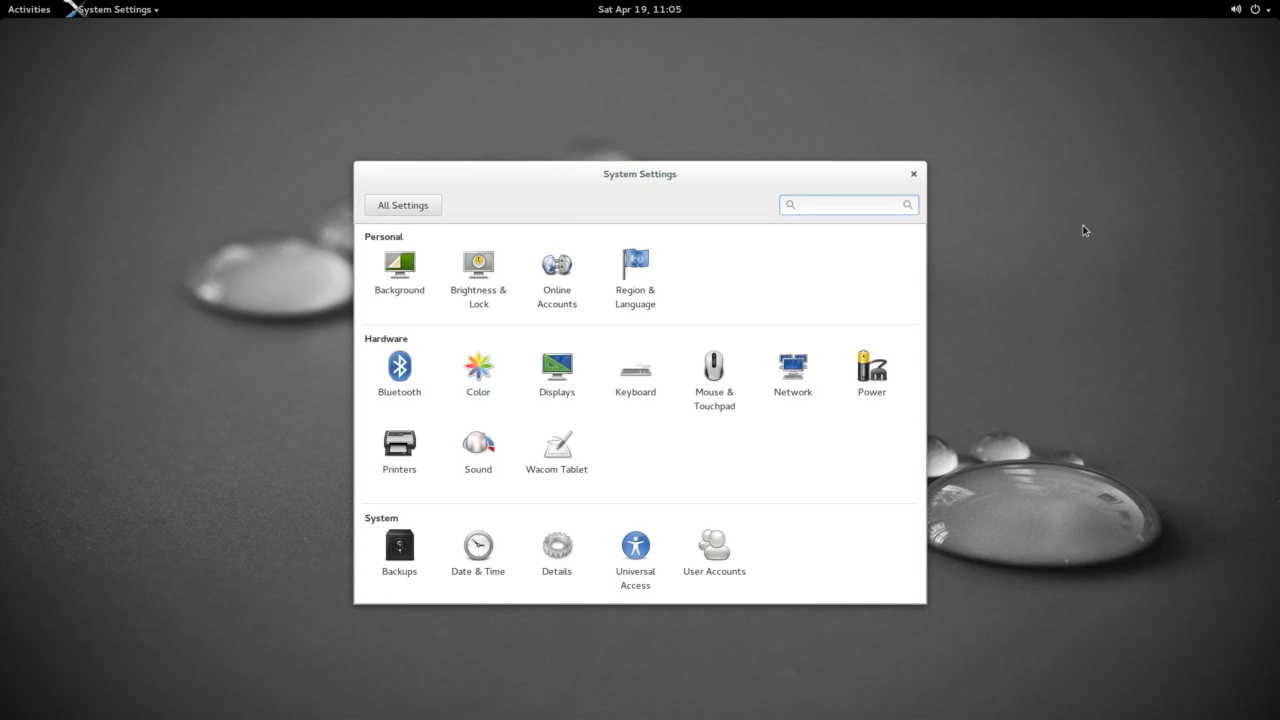 Activities
System Settings
Sat Apr 19, 11:05
System Settings
All Settings
Personal
Background
Brightness &
Lock
Online
Accounts
Region &
Language
Hardware
Bluetooth
Color
Displays
Keyboard
Mouse &
Touchpad
Network
Power
Printers
Sound
Wacom Tablet
System
Backups
Date & Time
Details
Universal
Access
User Accounts